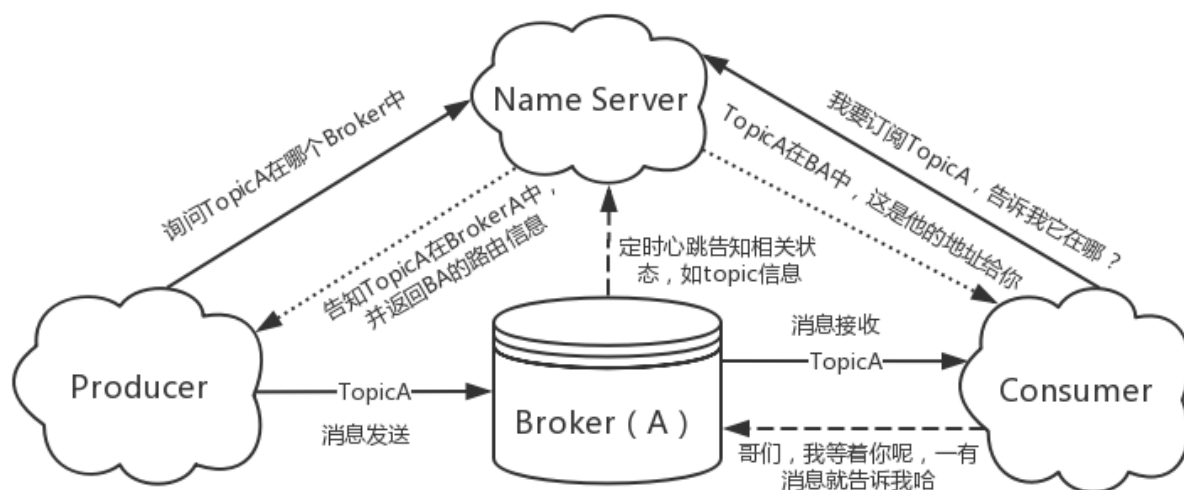 Name Server
询问TopicA在哪个Broker中
告知TopicA在BrokerA中，
并返回BA的路由信息
我要订阅TopicA，告诉我它在哪？
TopicA在BA中，这是他的地址给你
定时心跳告知相关状
态，如topic信息
Producer
TopicA
消息发送
Broker（A）
消息接收
TopicA
Consumer
哥们，我等着你呢，一有
消息就告诉我哈